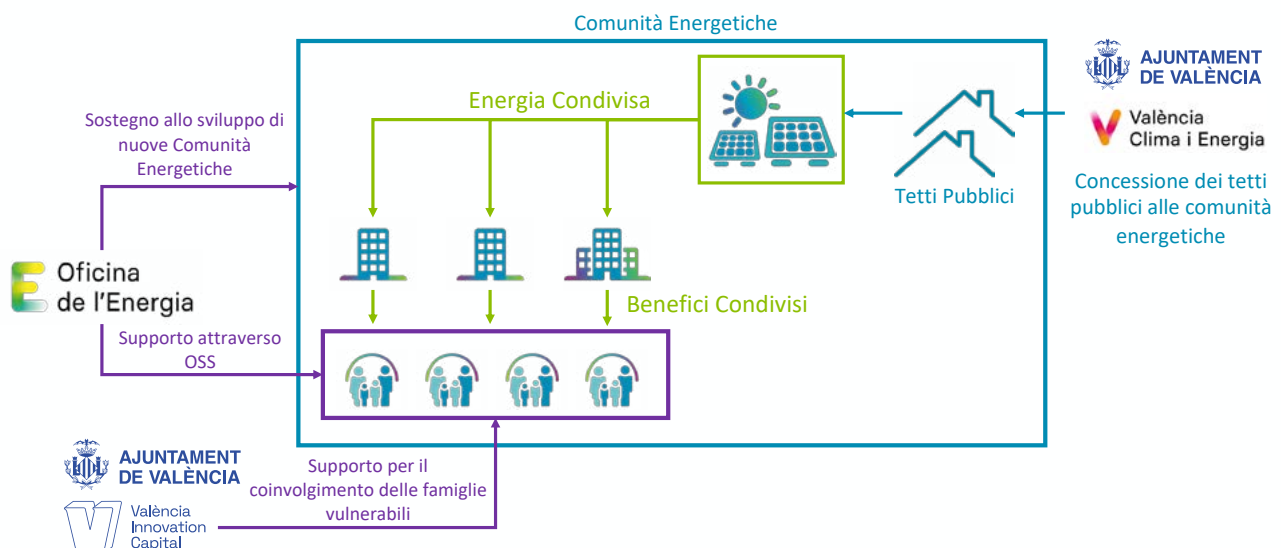 Comunità Energetiche
AJUNTAMENT
DE VALÈNCIA
València
Clima i Energia
Concessione dei tetti
pubblici alle comunità
energetiche
Energia Condivisa
Tetti Pubblici
Sostegno allo sviluppo di
nuove Comunità
Energetiche
Oficina
de l'Energia
Benefici Condivisi
Supporto attraverso
OSS
AJUNTAMENT
DE VALÈNCIA
València
Innovation
Capital
Supporto per il
coinvolgimento delle famiglie
vulnerabili